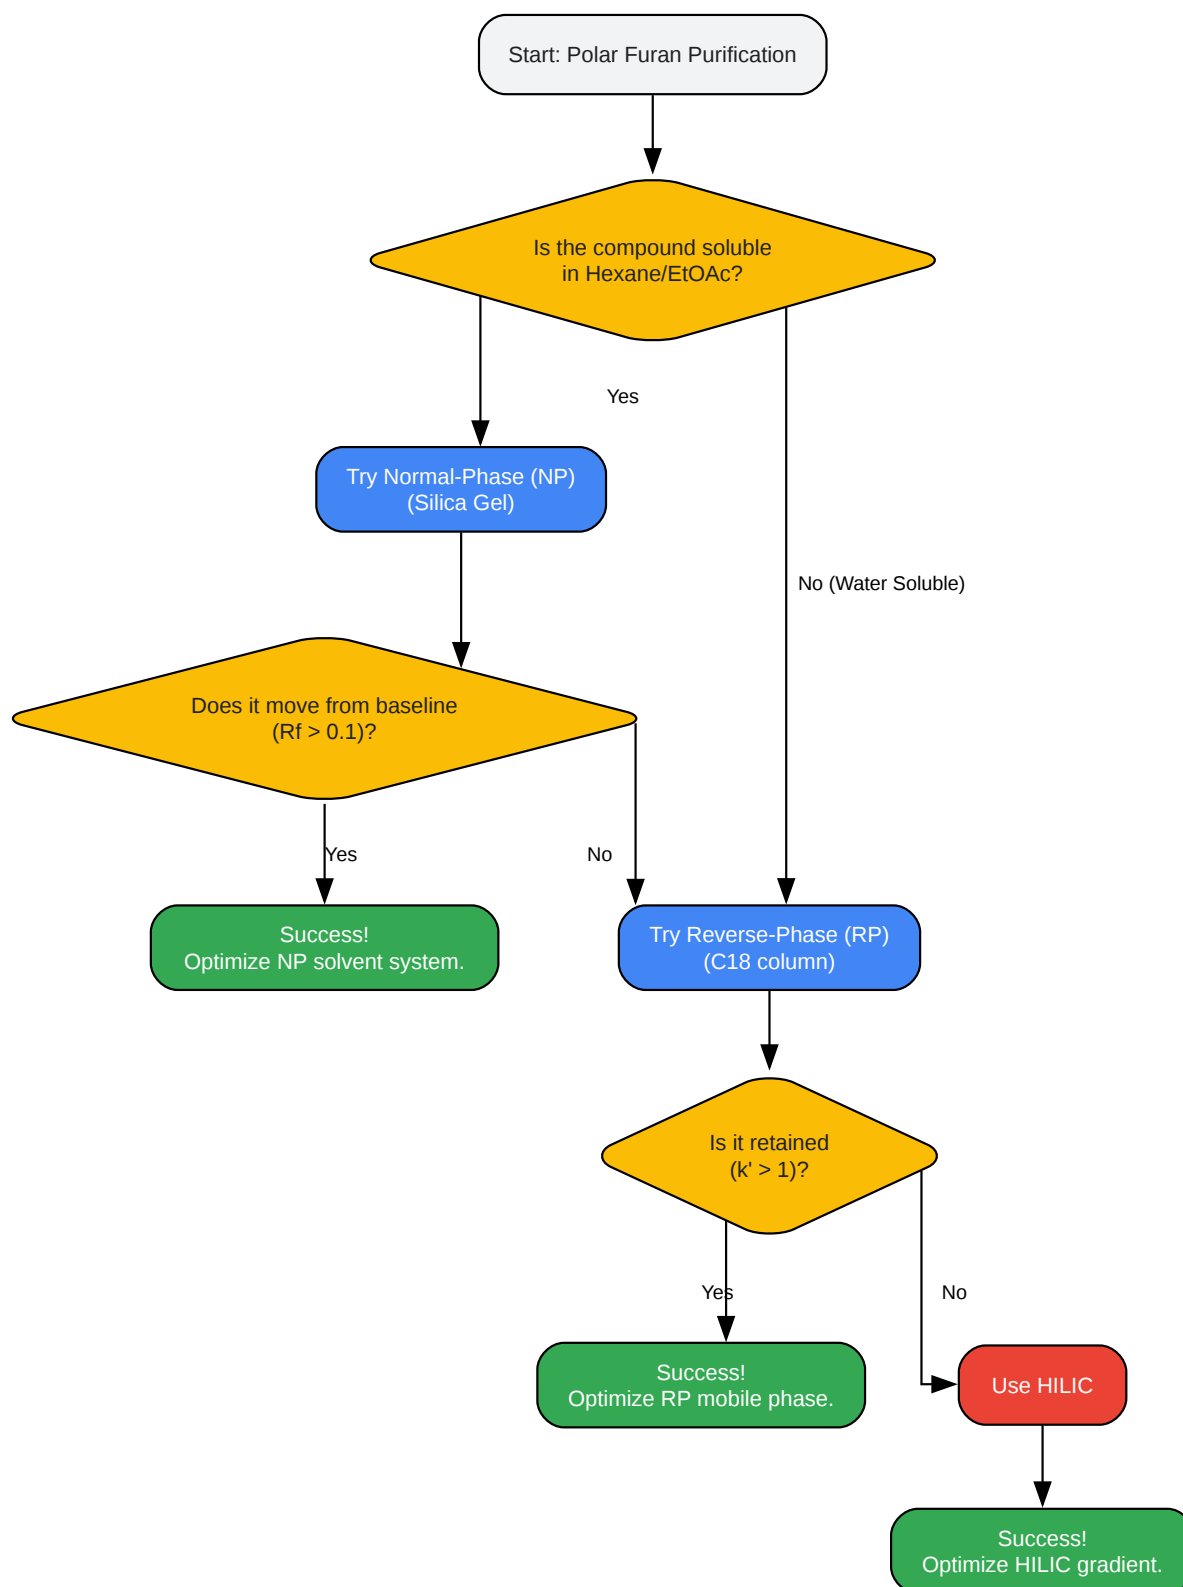 Start: Polar Furan Purification
Is the compound soluble
in Hexane/EtOAc?
Yes
Try Normal-Phase (NP)
(Silica Gel)
No (Water Soluble)
Does it move from baseline
(Rf > 0.1)?
Yes
No
Success!
Optimize NP solvent system.
Try Reverse-Phase (RP)
(C18 column)
Is it retained
(k' > 1)?
Yes
No
Success!
Optimize RP mobile phase.
Use HILIC
Success!
Optimize HILIC gradient.